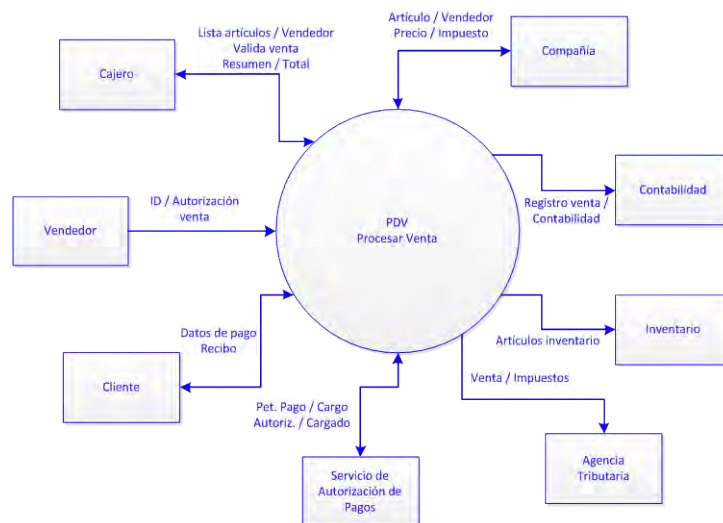 Lista artículos / Vendedor
Valida venta
Resumen / Total
Artículo / Vendedor
Precio / Impuesto
Compañía
Cajero
ID / Autorización
venta
Vendedor
PDV
Procesar Venta
Contabilidad
Registro venta /
Contabilidad
Datos de pago
Recibo
Cliente
Artículos inventario
Inventario
Venta / Impuestos
Pet. Pago / Cargo
Autoriz. / Cargado
Servicio de
Autorización de
Pagos
Agencia
Tributaria